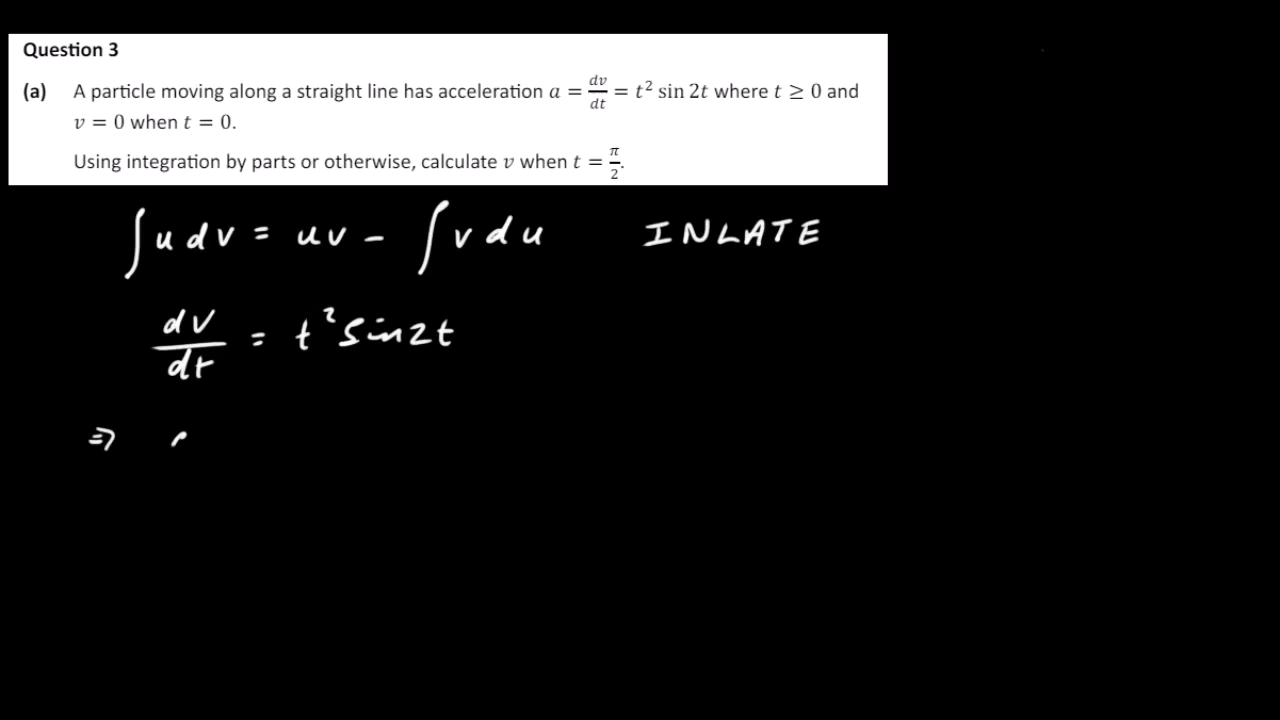 Question 3
(a) A particle moving along a straight line has acceleration a = dv/dt = t² sin 2t where t ≥ 0 and
v = 0 when t = 0.
Using integration by parts or otherwise, calculate v when t = π/2.
∫ u dv = uv - ∫ v du INLATE
dv/dt = t² sin2t
⇒